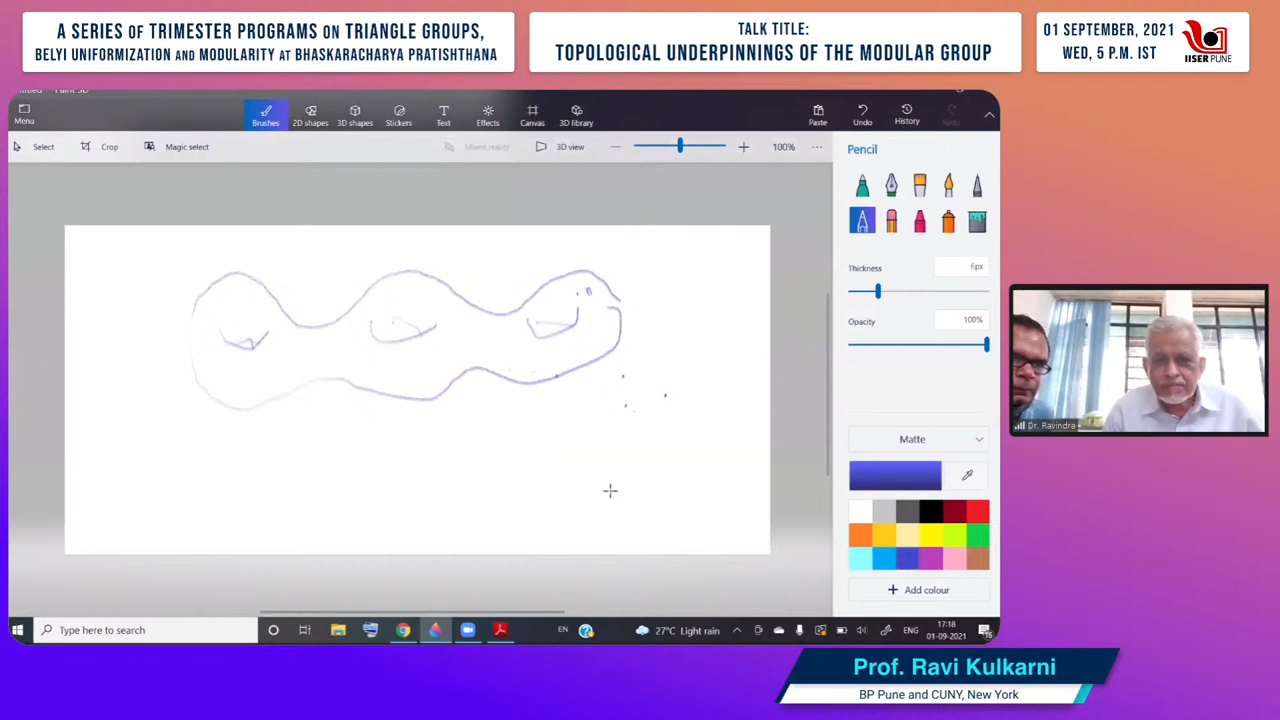 A SERIES OF TRIMESTER PROGRAMS ON TRIANGLE GROUPS,
BELYI UNIFORMIZATION AND MODULARITY AT BHASKARACHARYA PRATISHTHANA
TALK TITLE:
TOPOLOGICAL UNDERPINNINGS OF THE MODULAR GROUP
01 SEPTEMBER, 2021
WED, 5 P.M. IST
IISER PUNE
Menu
Brushes
2D shapes
3D shapes
Stickers
Text
Effects
Canvas
3D library
Paste
Undo
History
Select
Crop
Magic select
Mixed reality
3D view
100%
Pencil
Thickness
6px
Opacity
100%
Matte
Add colour
Dr. Ravindra
Type here to search
EN
27°C Light rain
ENG
17:18
01-09-2021
16
Prof. Ravi Kulkarni
BP Pune and CUNY, New York